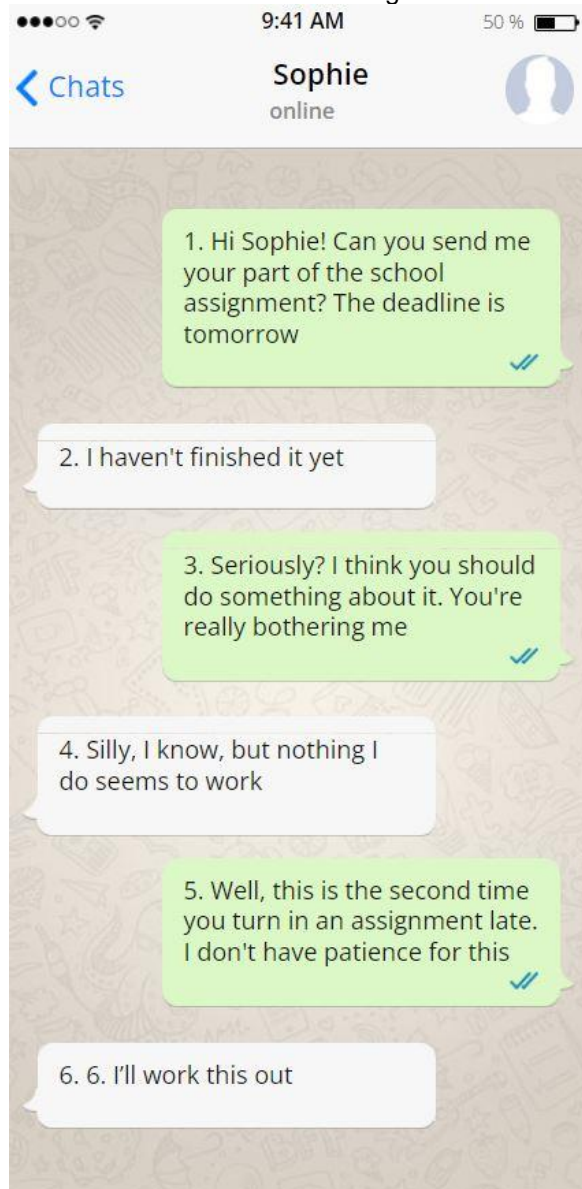 9:41 AM 50 %
Chats Sophie
online
1. Hi Sophie! Can you send me
your part of the school
assignment? The deadline is
tomorrow
2. I haven't finished it yet
3. Seriously? I think you should
do something about it. You're
really bothering me
4. Silly, I know, but nothing I
do seems to work
5. Well, this is the second time
you turn in an assignment late.
I don't have patience for this
6. 6. I’ll work this out